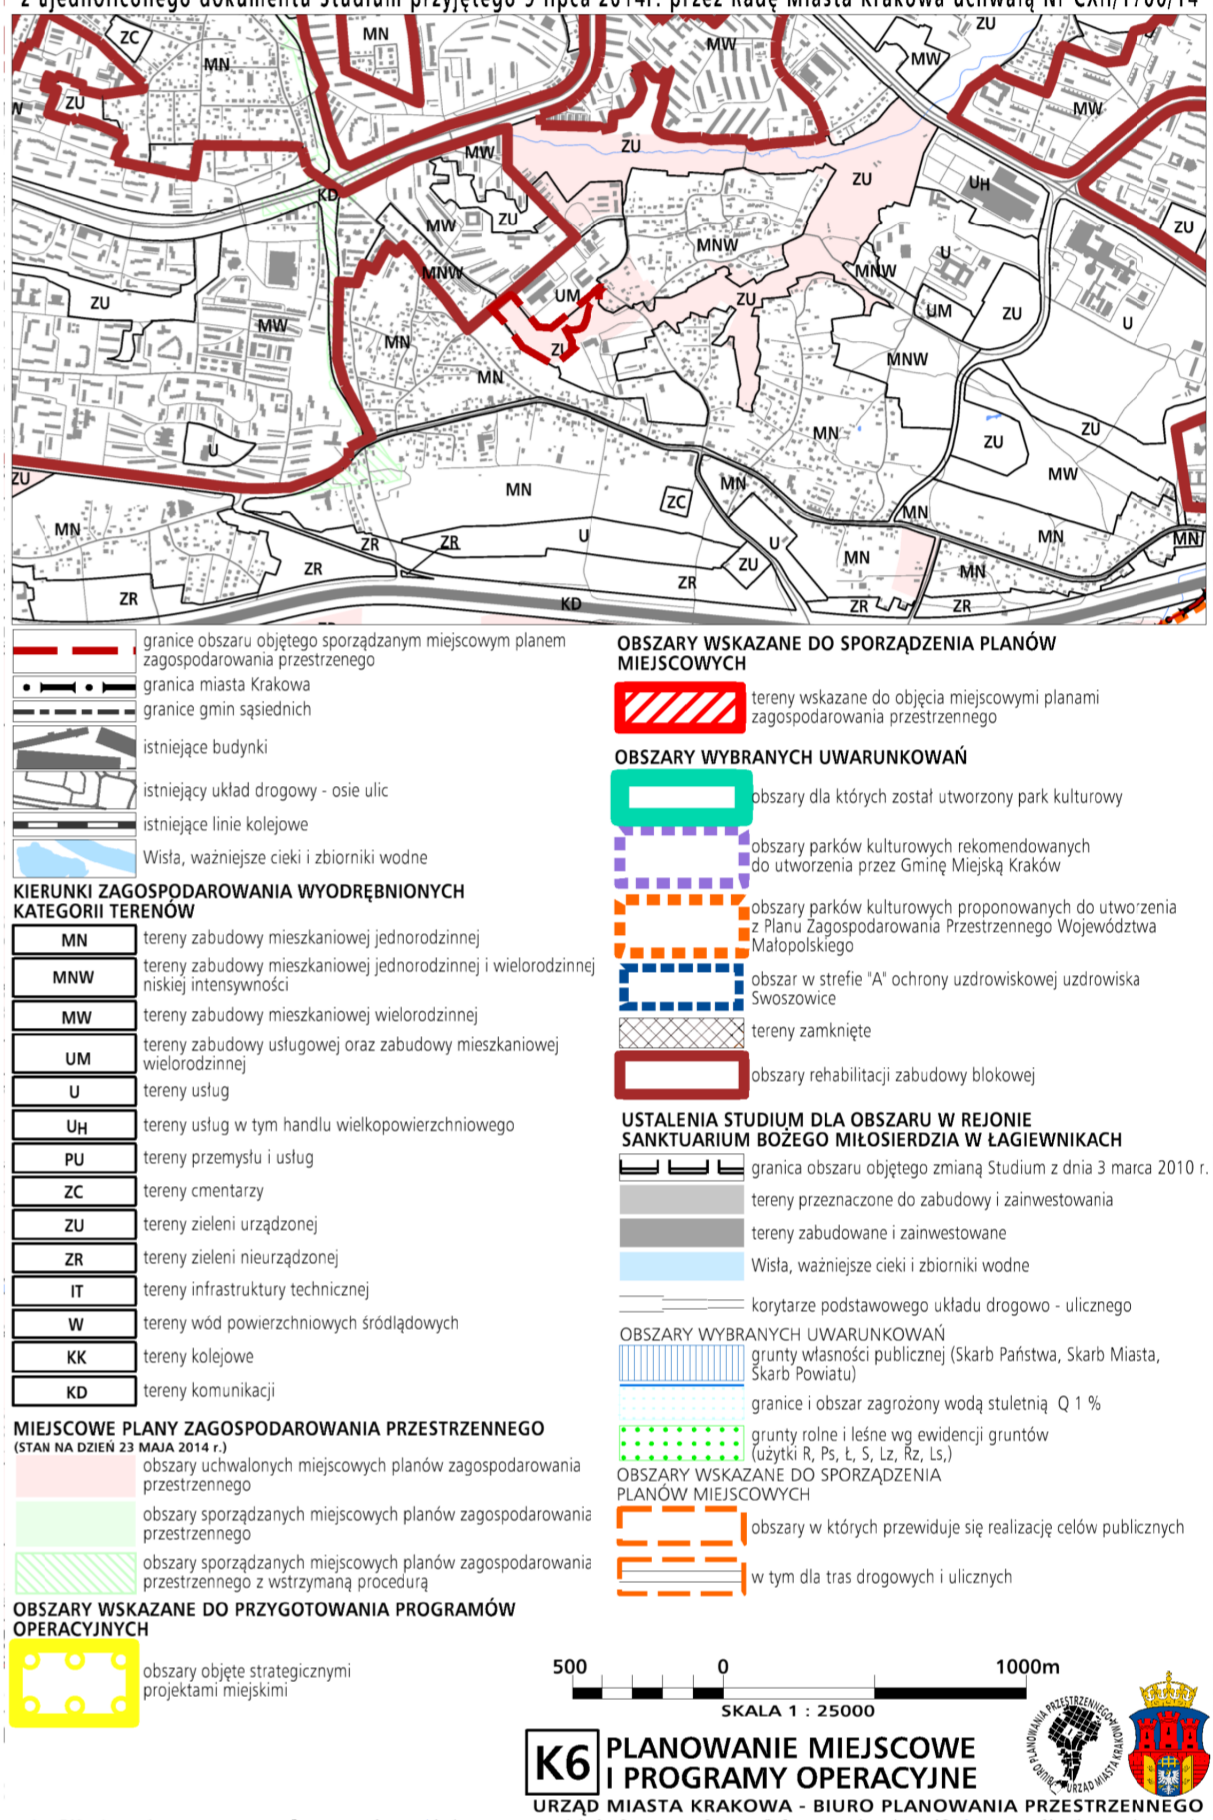 z ujednoliconego dokumentu Studium przyjętego 9 lipca 2014r. przez Radę Miasta Krakowa uchwałą Nr CXII/1700/14
ZC
MN
MN
MW
ZU
MW
ZU
W
MW
MW
ZU
ZU
UH
KD
MW
ZU
MNW
ZU
MNW
MNW
U
UM
ZU
ZU
UM
ZU
U
MW
MN
ZU
MNW
MN
MN
ZU
ZU
U
MW
ZU
MN
ZC
MN
MN
MN
ZR
ZR
U
U
MN
MN
MN
ZR
ZU
MN
ZR
ZR
KD
ZR
ZR
granice obszaru objętego sporządzanym miejscowym planem
zagospodarowania przestrzenego
granica miasta Krakowa
granice gmin sąsiednich
istniejące budynki
istniejący układ drogowy - osie ulic
istniejące linie kolejowe
Wisła, ważniejsze cieki i zbiorniki wodne
KIERUNKI ZAGOSPODAROWANIA WYODRĘBNIONYCH
KATEGORII TERENÓW
MN tereny zabudowy mieszkaniowej jednorodzinnej
MNW tereny zabudowy mieszkaniowej jednorodzinnej i wielorodzinnej
niskiej intensywności
MW tereny zabudowy mieszkaniowej wielorodzinnej
UM tereny zabudowy usługowej oraz zabudowy mieszkaniowej
wielorodzinnej
U tereny usług
UH tereny usług w tym handlu wielkopowierzchniowego
PU tereny przemysłu i usług
ZC tereny cmentarzy
ZU tereny zieleni urządzonej
ZR tereny zieleni nieurządzonej
IT tereny infrastruktury technicznej
W tereny wód powierzchniowych śródlądowych
KK tereny kolejowe
KD tereny komunikacji
MIEJSCOWE PLANY ZAGOSPODAROWANIA PRZESTRZENNEGO
(STAN NA DZIEŃ 23 MAJA 2014 r.)
obszary uchwalonych miejscowych planów zagospodarowania
przestrzennego
obszary sporządzanych miejscowych planów zagospodarowania
przestrzennego
obszary sporządzanych miejscowych planów zagospodarowania
przestrzennego z wstrzymaną procedurą
OBSZARY WSKAZANE DO PRZYGOTOWANIA PROGRAMÓW
OPERACYJNYCH
obszary objęte strategicznymi
projektami miejskimi
OBSZARY WSKAZANE DO SPORZĄDZENIA PLANÓW
MIEJSCOWYCH
tereny wskazane do objęcia miejscowymi planami
zagospodarowania przestrzennego
OBSZARY WYBRANYCH UWARUNKOWAŃ
obszary dla których został utworzony park kulturowy
obszary parków kulturowych rekomendowanych
do utworzenia przez Gminę Miejską Kraków
obszary parków kulturowych proponowanych do utworzenia
z Planu Zagospodarowania Przestrzennego Województwa
Małopolskiego
obszar w strefie "A" ochrony uzdrowiskowej uzdrowiska
Swoszowice
tereny zamknięte
obszary rehabilitacji zabudowy blokowej
USTALENIA STUDIUM DLA OBSZARU W REJONIE
SANKTUARIUM BOŻEGO MIŁOSIERDZIA W ŁAGIEWNIKACH
granica obszaru objętego zmianą Studium z dnia 3 marca 2010 r.
tereny przeznaczone do zabudowy i zainwestowania
tereny zabudowane i zainwestowane
Wisła, ważniejsze cieki i zbiorniki wodne
korytarze podstawowego układu drogowo - ulicznego
OBSZARY WYBRANYCH UWARUNKOWAŃ
grunty własności publicznej (Skarb Państwa, Skarb Miasta,
Skarb Powiatu)
granice i obszar zagrożony wodą stuletnią Q 1 %
grunty rolne i leśne wg ewidencji gruntów
(użytki R, Ps, Ł, S, Lz, Rz, Ls,)
OBSZARY WSKAZANE DO SPORZĄDZENIA
PLANÓW MIEJSCOWYCH
obszary w których przewiduje się realizację celów publicznych
w tym dla tras drogowych i ulicznych
500 0 1000m
SKALA 1 : 25000
K6 PLANOWANIE MIEJSCOWE
I PROGRAMY OPERACYJNE
BIURO PLANOWANIA PRZESTRZENNEGO URZĄD MIASTA KRAKOWA
URZĄD MIASTA KRAKOWA - BIURO PLANOWANIA PRZESTRZENNEGO